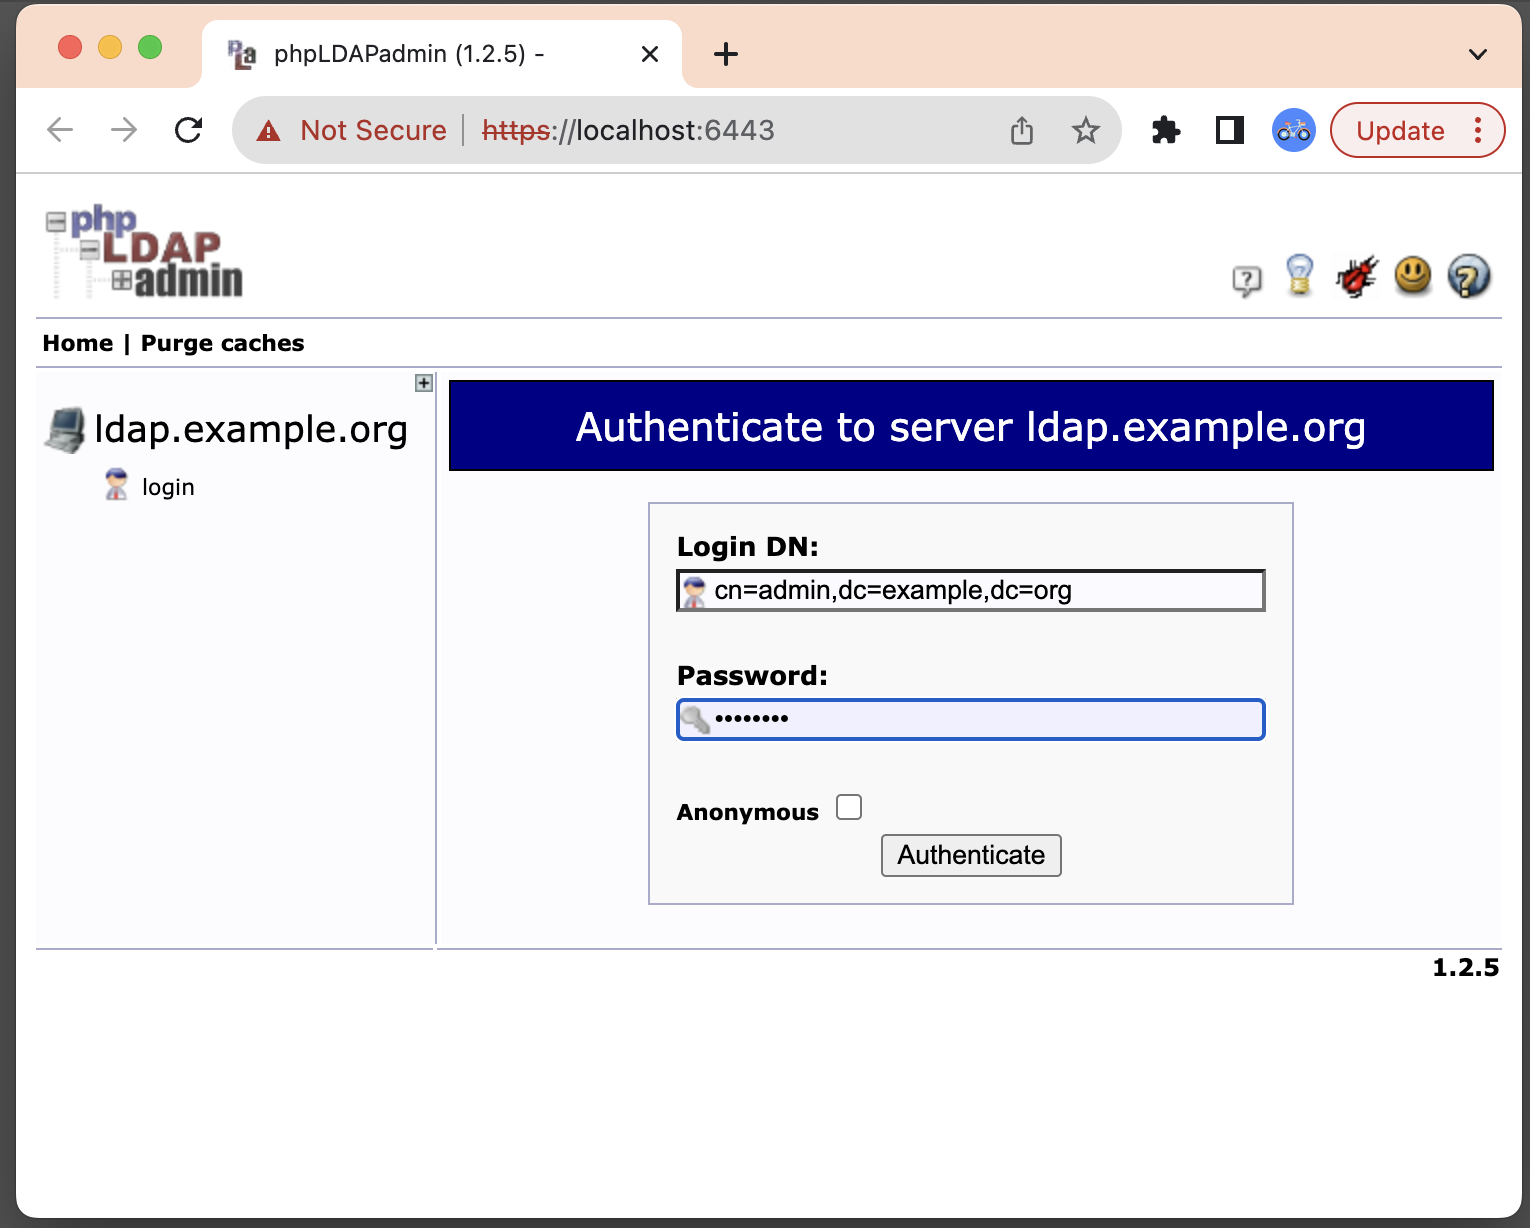 phpLDAPadmin (1.2.5) -
Not Secure
https://localhost:6443
Update
php
LDAP
admin
Home | Purge caches
ldap.example.org
login
Authenticate to server ldap.example.org
Login DN:
cn=admin,dc=example,dc=org
Password:
••••••••
Anonymous
Authenticate
1.2.5